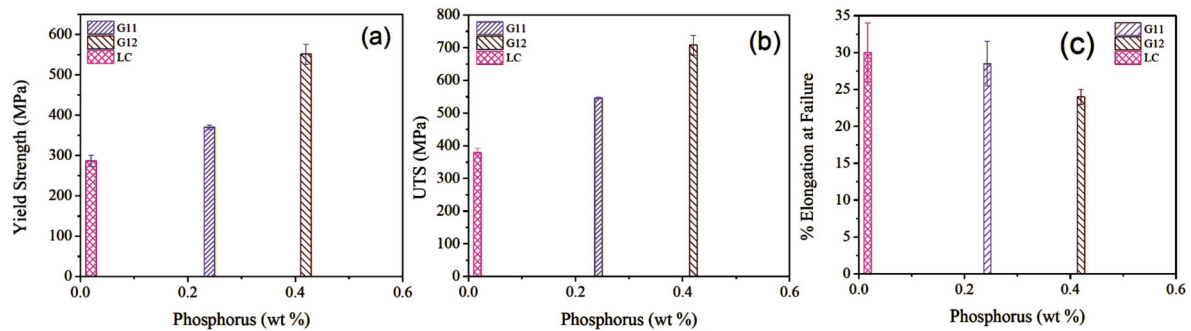 (a)
G11
G12
LC
Yield Strength (MPa)
600
500
400
300
200
100
0
0.0 0.2 0.4 0.6
Phosphorus (wt %)
(b)
G11
G12
LC
UTS (MPa)
800
700
600
500
400
300
200
100
0
0.0 0.2 0.4 0.6
Phosphorus (wt %)
(c)
G11
G12
LC
% Elongation at Failure
35
30
25
20
15
10
5
0
0.0 0.2 0.4 0.6
Phosphorus (wt %)